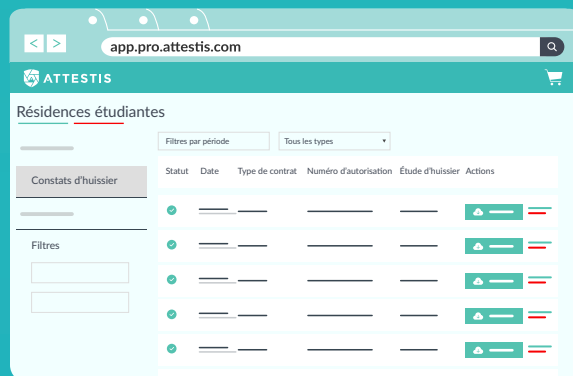 < >
app.pro.attestis.com
ATTESTIS
Résidences étudiantes
Filtres par période
Tous les types
Constats d'huissier
Statut Date Type de contrat Numéro d'autorisation Étude d'huissier Actions
Filtres